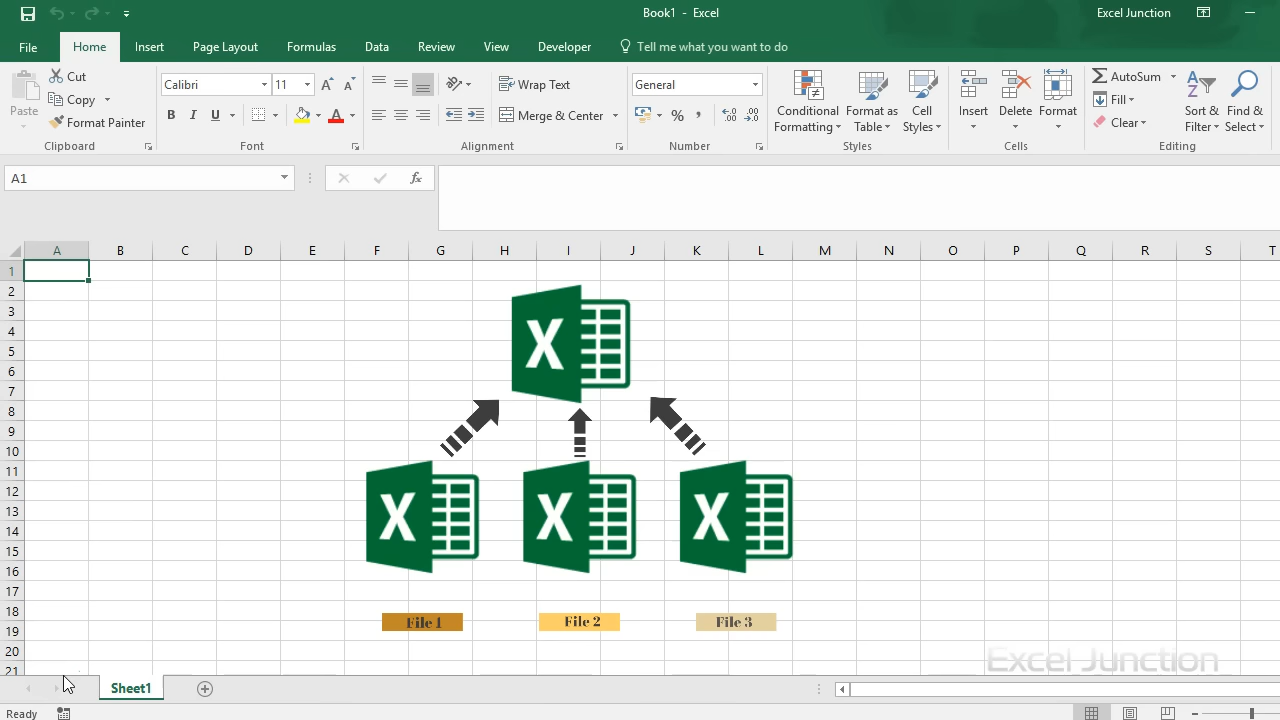 Book1 - Excel
Excel Junction
File Home Insert Page Layout Formulas Data Review View Developer Tell me what you want to do
Paste
Cut
Copy
Format Painter
Clipboard
Calibri 11
B I U A
Font
Wrap Text
Merge & Center
Alignment
General
% ,
Number
Conditional Formatting
Format as Table
Cell Styles
Styles
Insert Delete Format
Cells
AutoSum
Fill
Clear
Sort & Filter
Find & Select
Editing
A1 fx
A B C D E F G H I J K L M N O P Q R S T
1
2
3
4
5
6
7
8
9
10
11
12
13
14
15
16
17
18
19
20
21
X
X X X
File 1 File 2 File 3
Excel Junction
Sheet1
Ready